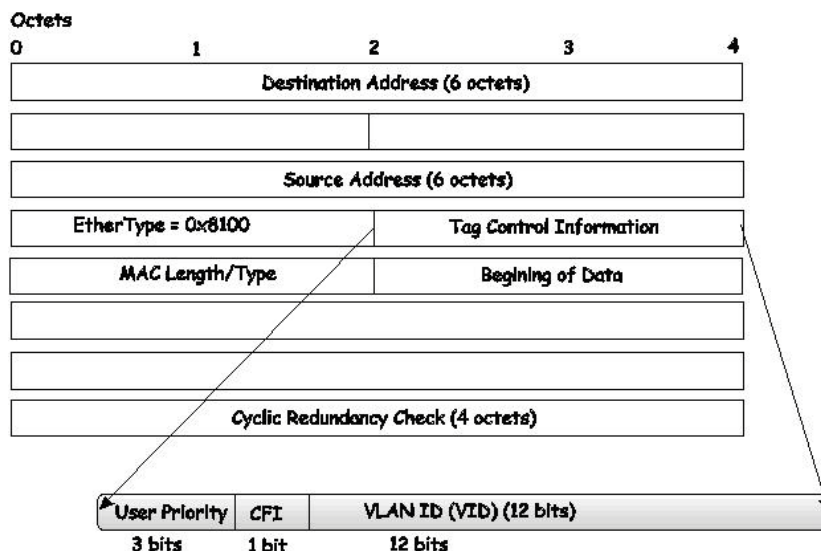 Octets
0 1 2 3 4
Destination Address (6 octets)
Source Address (6 octets)
EtherType = 0x8100 Tag Control Information
MAC Length/Type Begining of Data
Cyclic Redundancy Check (4 octets)
User Priority CFI VLAN ID (VID) (12 bits)
3 bits 1 bit 12 bits